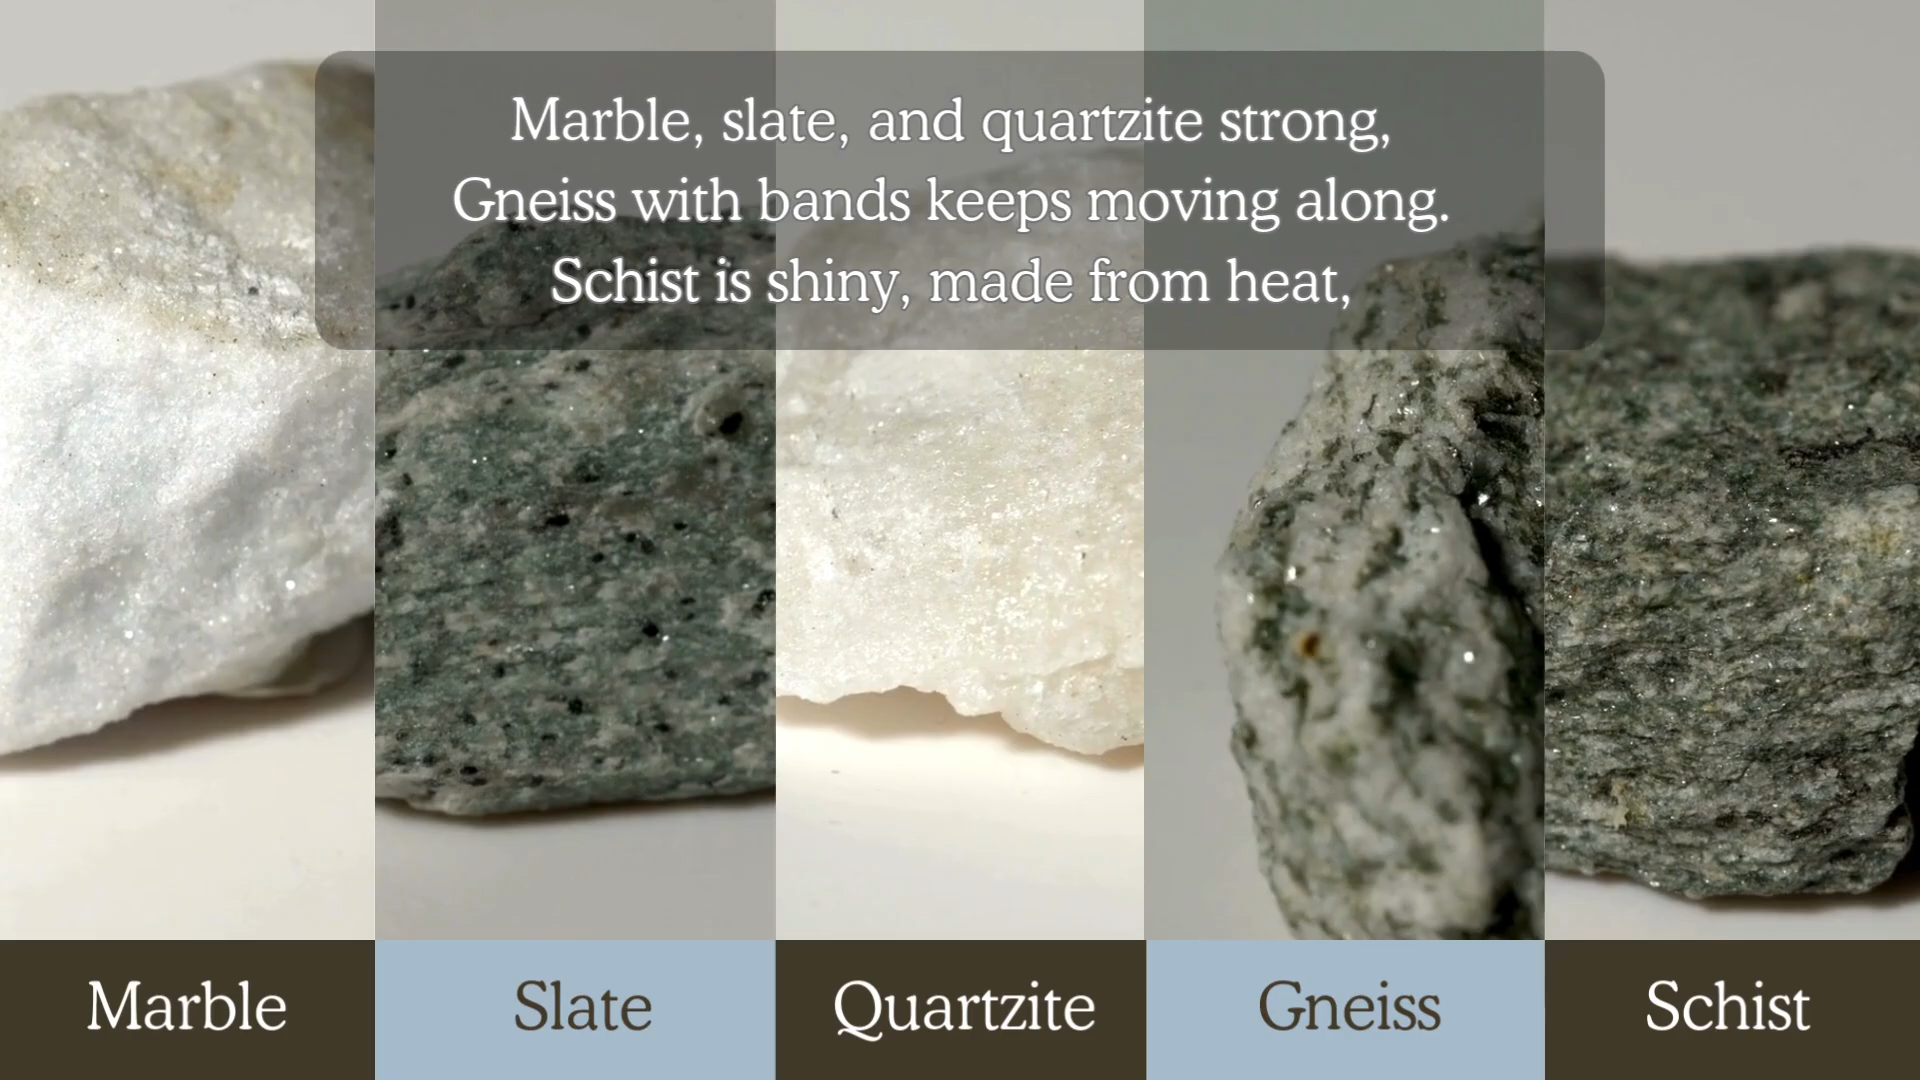 Marble, slate, and quartzite strong,
Gneiss with bands keeps moving along.
Schist is shiny, made from heat,
Marble
Slate
Quartzite
Gneiss
Schist